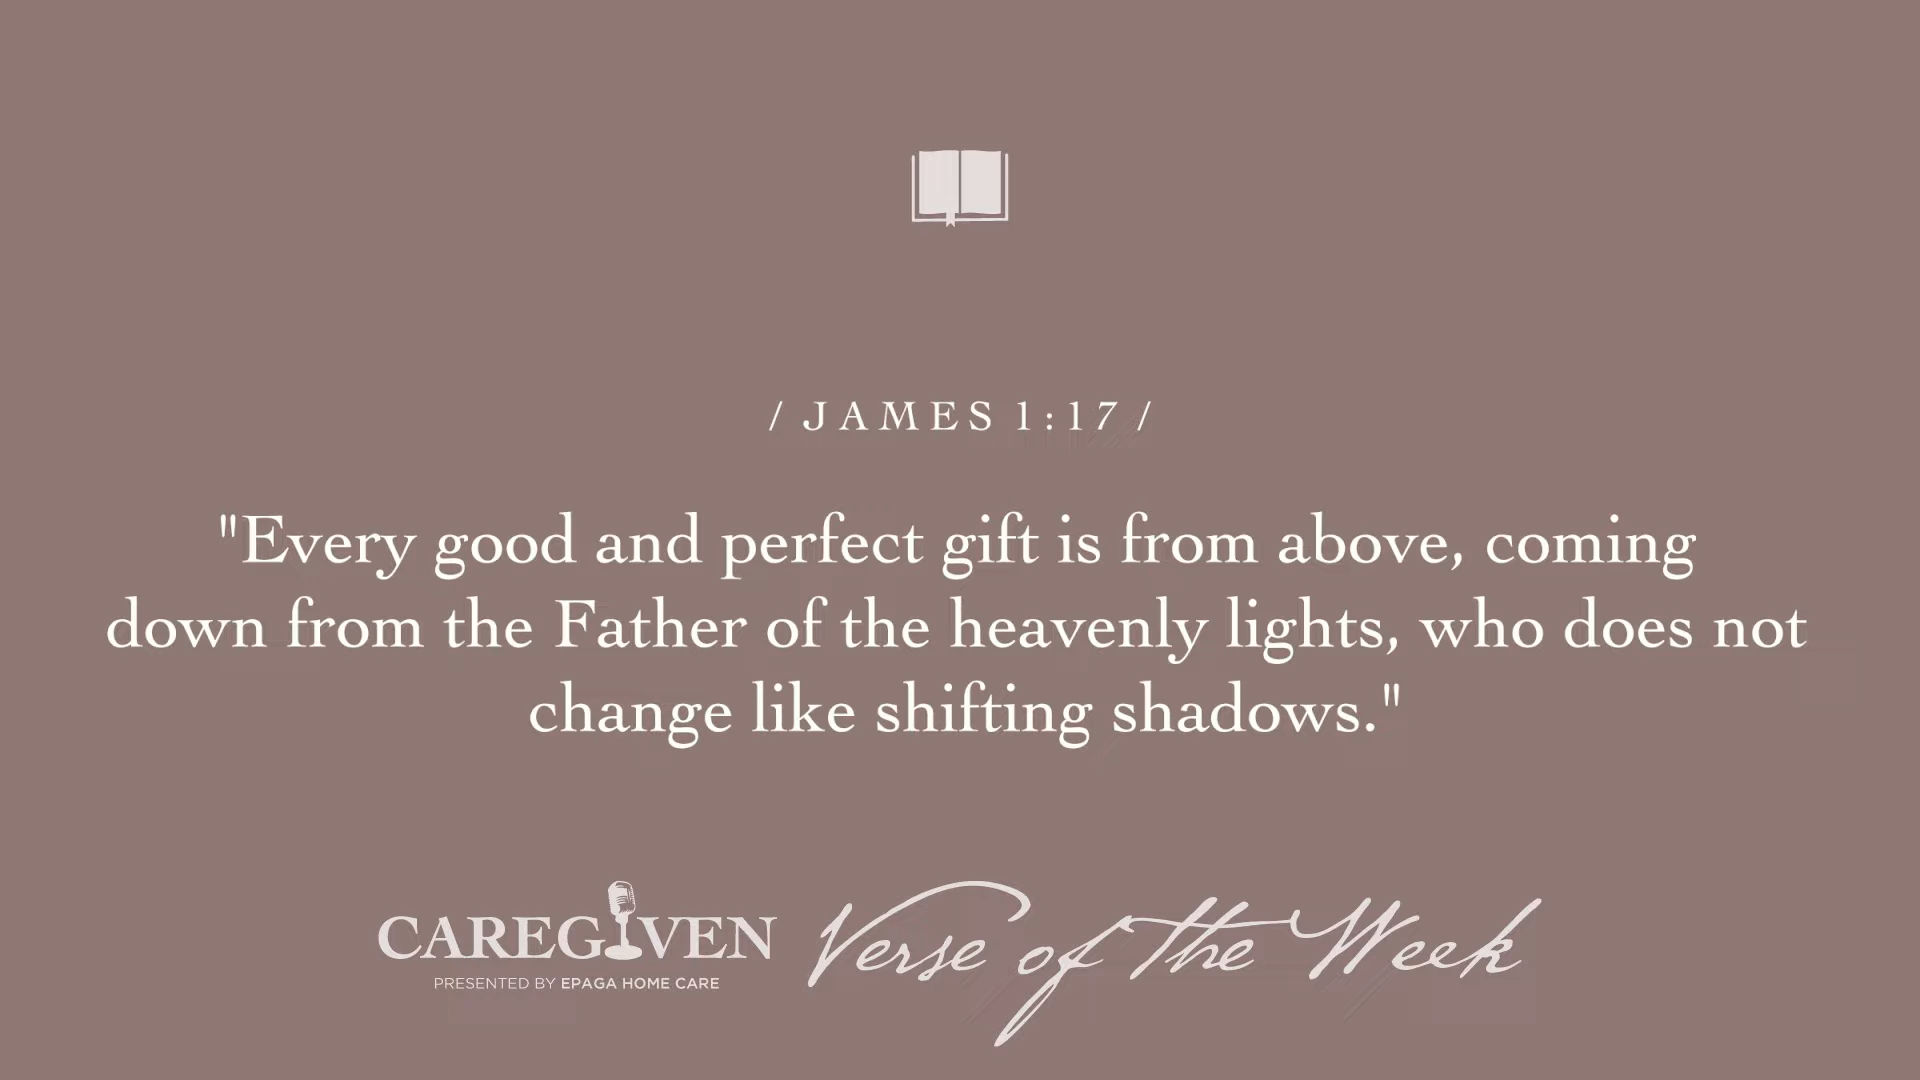 / JAMES 1:17 /
"Every good and perfect gift is from above, coming
down from the Father of the heavenly lights, who does not
change like shifting shadows."
CAREGIVEN Verse of the Week
PRESENTED BY EPAGA HOME CARE